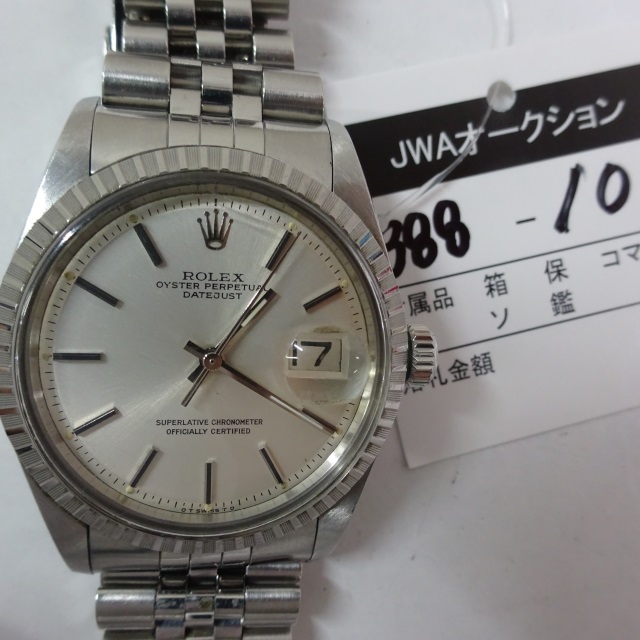 ROLEX
OYSTER PERPETUAL
DATEJUST
7
SUPERLATIVE CHRONOMETER
OFFICIALLY CERTIFIED
JWAオークション
388 - 10
属品 箱 保 コマ
ソ 鑑
札金額